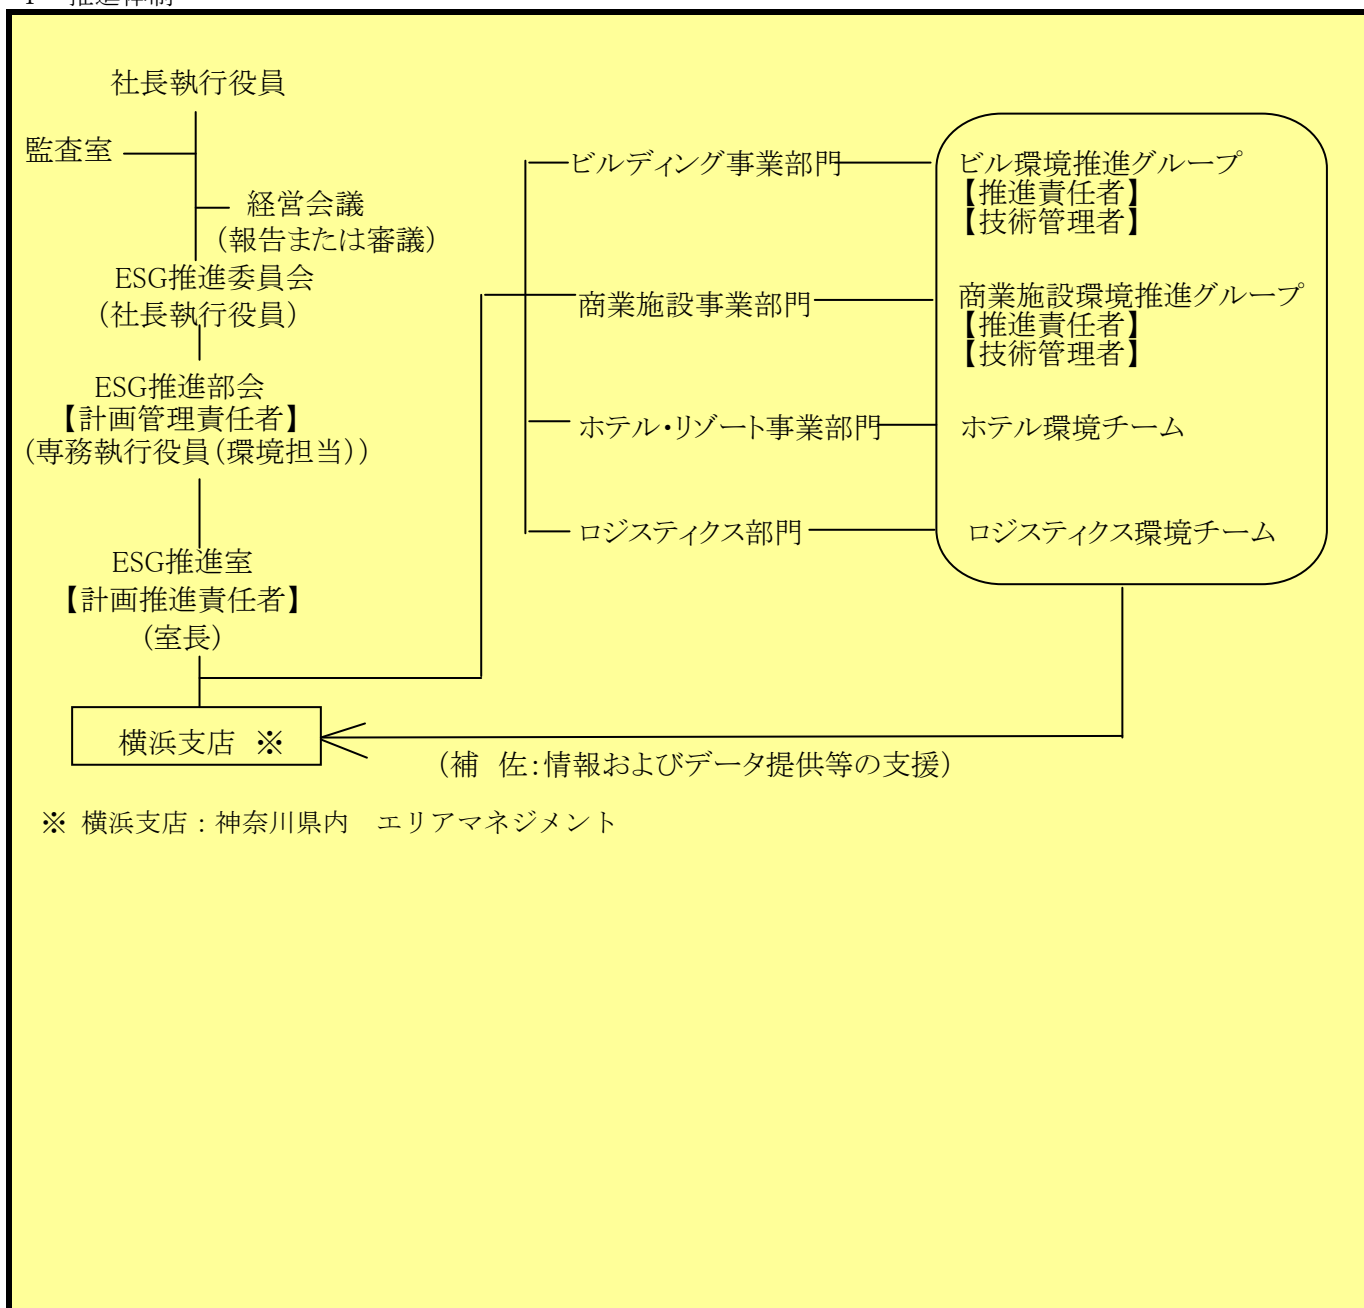 社長執行役員
監査室
経営会議
(報告または審議)
ESG推進委員会
(社長執行役員)
ESG推進部会
【計画管理責任者】
(専務執行役員(環境担当))
ESG推進室
【計画推進責任者】
(室長)
横浜支店 ※
ビルディング事業部門
商業施設事業部門
ホテル・リゾート事業部門
ロジスティクス部門
ビル環境推進グループ
【推進責任者】
【技術管理者】
商業施設環境推進グループ
【推進責任者】
【技術管理者】
ホテル環境チーム
ロジスティクス環境チーム
(補 佐:情報およびデータ提供等の支援)
※ 横浜支店：神奈川県内　エリアマネジメント